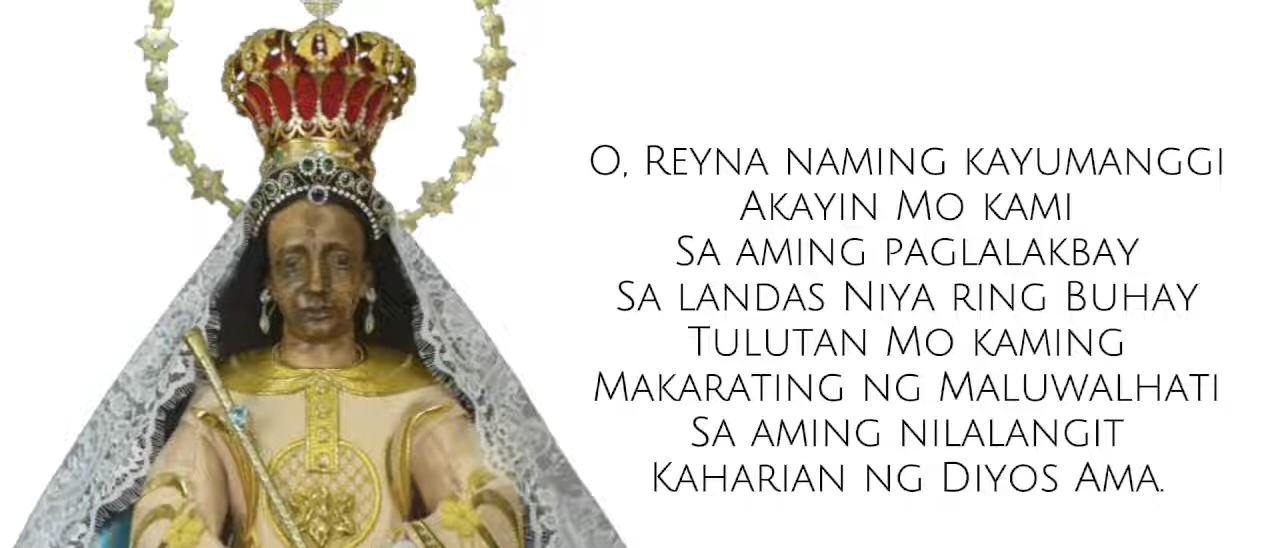 O, Reyna naming kayumanggi
Akayin Mo kami
Sa aming paglalakbay
Sa landas Niya ring Buhay
Tulutan Mo kaming
Makarating ng Maluwalhati
Sa aming nilalangit
Kaharian ng Diyos Ama.